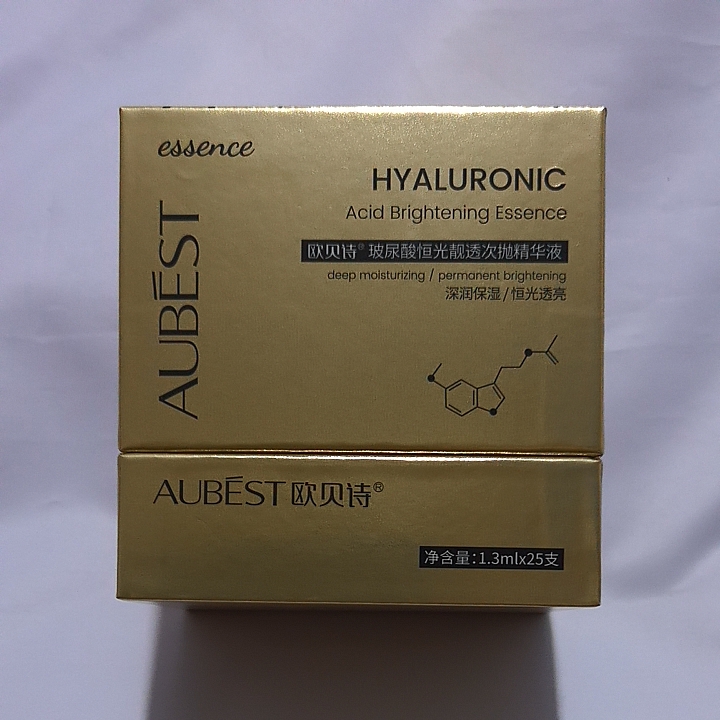 essence
HYALURONIC
Acid Brightening Essence
欧贝诗® 玻尿酸恒光靓透次抛精华液
deep moisturizing / permanent brightening
深润保湿 / 恒光透亮
AUBÉST
AUBÉST 欧贝诗®
净含量:1.3mlx25支